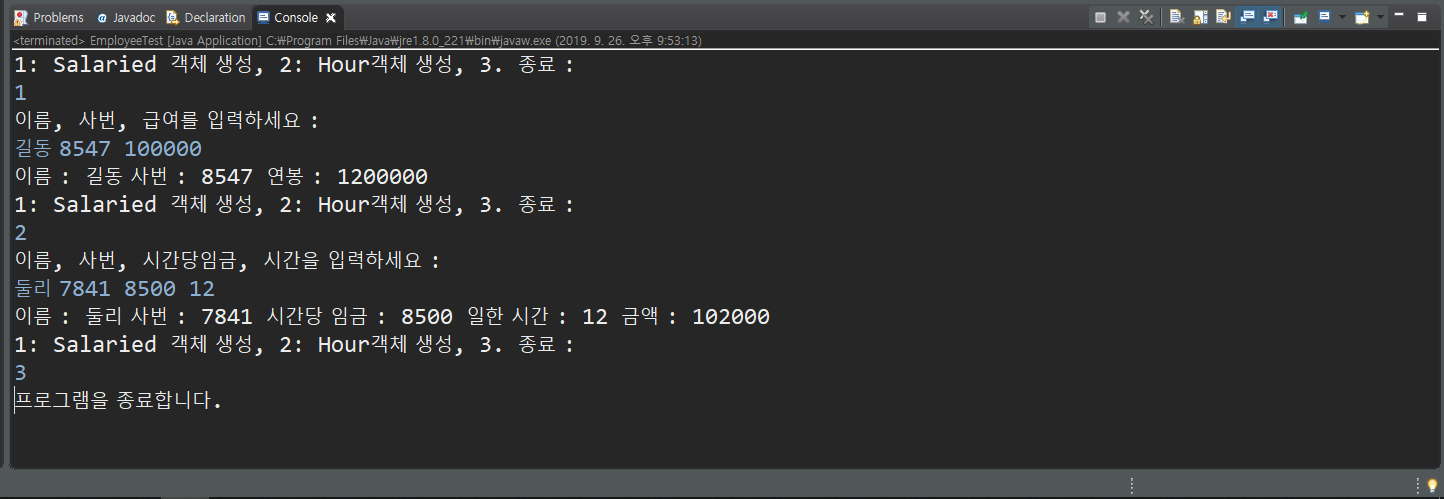 Problems @ Javadoc Declaration Console
<terminated> EmployeeTest [Java Application] C:₩Program Files₩Java₩jre1.8.0_221₩bin₩javaw.exe (2019. 9. 26. 오후 9:53:13)
1: Salaried 객체 생성, 2: Hour객체 생성, 3. 종료 :
1
이름, 사번, 급여를 입력하세요 :
길동 8547 100000
이름 : 길동 사번 : 8547 연봉 : 1200000
1: Salaried 객체 생성, 2: Hour객체 생성, 3. 종료 :
2
이름, 사번, 시간당임금, 시간을 입력하세요 :
둘리 7841 8500 12
이름 : 둘리 사번 : 7841 시간당 임금 : 8500 일한 시간 : 12 금액 : 102000
1: Salaried 객체 생성, 2: Hour객체 생성, 3. 종료 :
3
프로그램을 종료합니다.